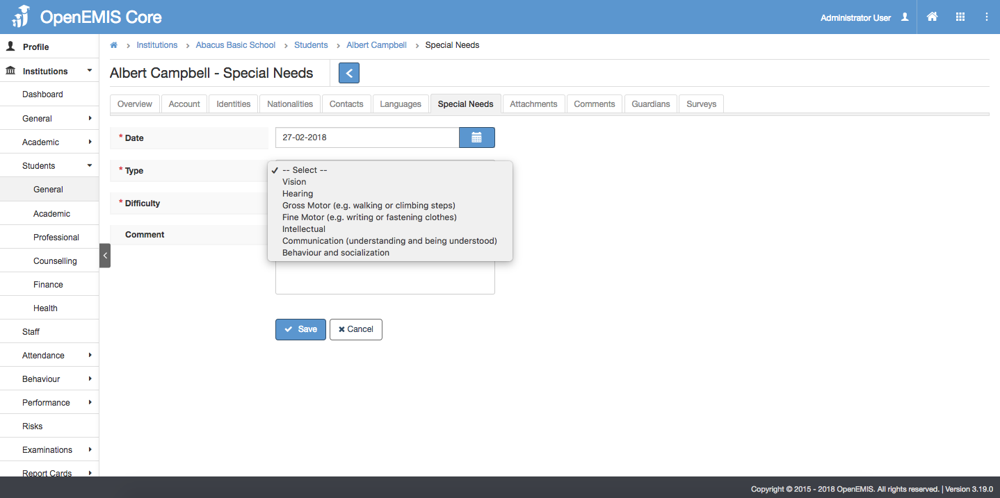 OpenEMIS Core
Administrator User
Profile
Institutions
Dashboard
General
Academic
Students
General
Academic
Professional
Counselling
Finance
Health
Staff
Attendance
Behaviour
Performance
Risks
Examinations
Report Cards
Institutions > Abacus Basic School > Students > Albert Campbell > Special Needs
Albert Campbell - Special Needs
Overview Account Identities Nationalities Contacts Languages Special Needs Attachments Comments Guardians Surveys
* Date 27-02-2018
* Type
✓ -- Select --
Vision
Hearing
Gross Motor (e.g. walking or climbing steps)
Fine Motor (e.g. writing or fastening clothes)
Intellectual
Communication (understanding and being understood)
Behaviour and socialization
* Difficulty
Comment
Save Cancel
Copyright © 2015 - 2018 OpenEMIS. All rights reserved. | Version 3.19.0